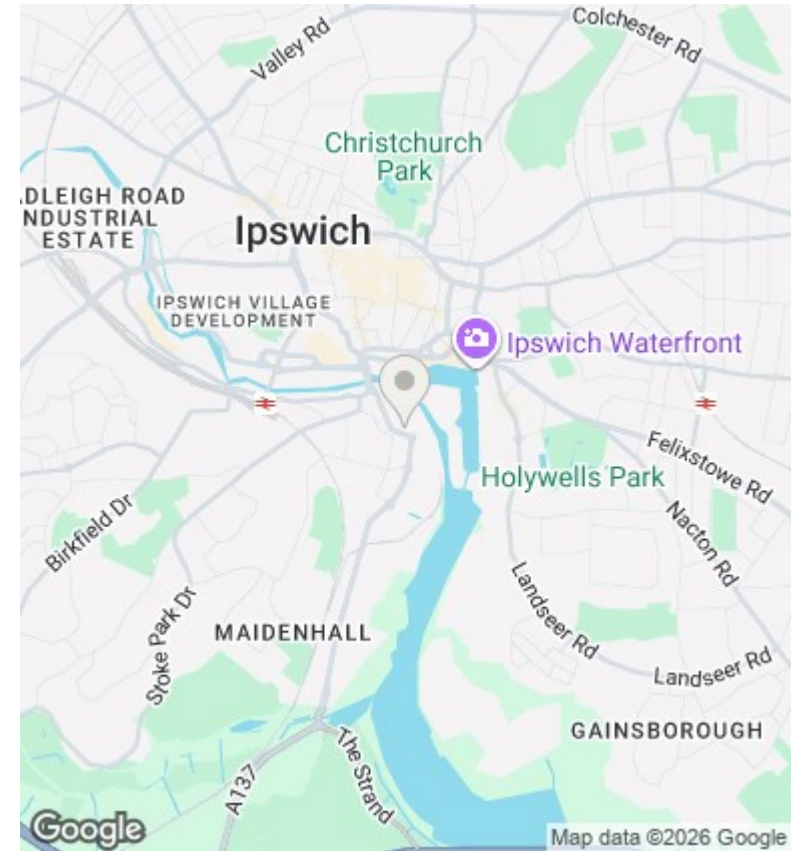 Colchester Rd
Valley Rd
Christchurch
Park
ADLEIGH ROAD
NDUSTRIAL
ESTATE
Ipswich
IPSWICH VILLAGE
DEVELOPMENT
Ipswich Waterfront
Felixstowe Rd
Holywells Park
Nacton Rd
Birkfield Dr
Stoke Park Dr
Landseer Rd
MAIDENHALL
Landseer Rd
GAINSBOROUGH
A137
The Strand
Google
Map data ©2026 Google